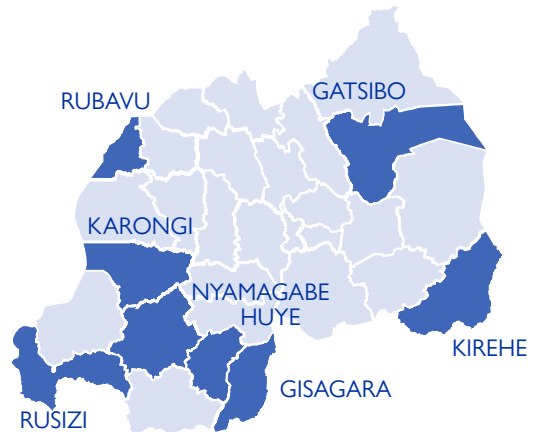 GATSIBO
RUBAVU
KARONGI
NYAMAGABE
HUYE
KIREHE
GISAGARA
RUSIZI